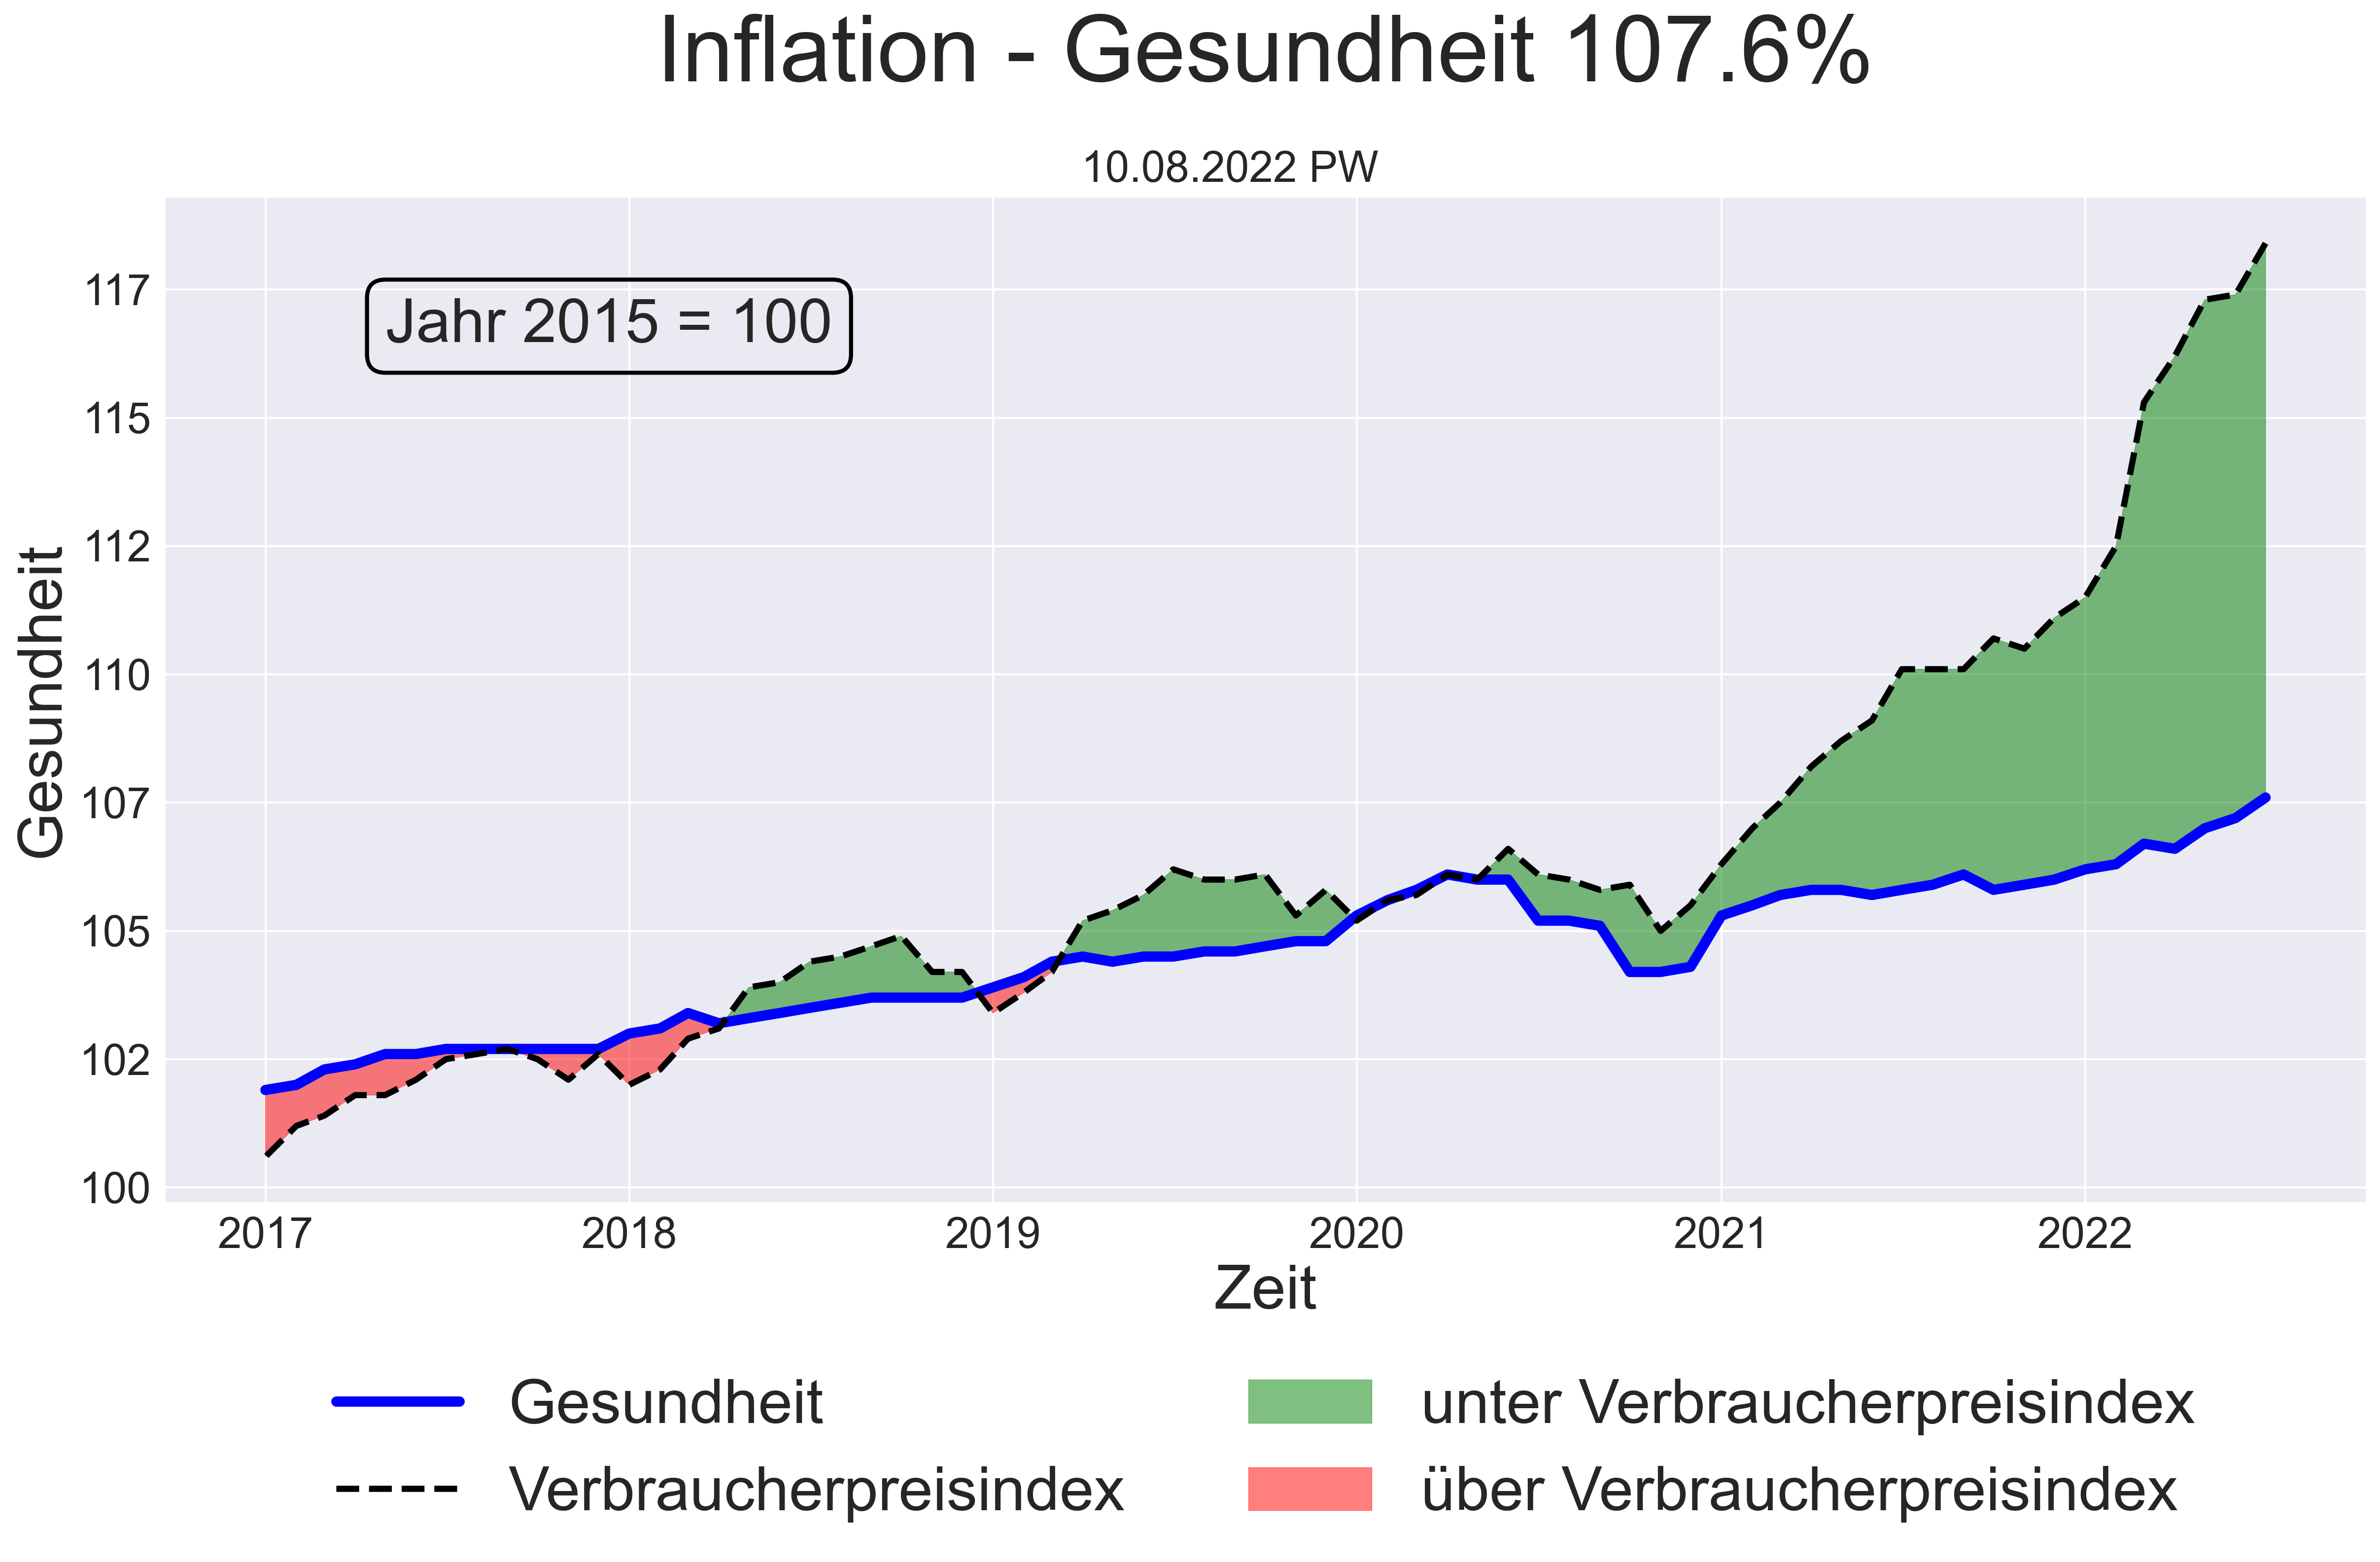 Inflation - Gesundheit 107.6%
10.08.2022 PW
Jahr 2015 = 100
Gesundheit
117
115
112
110
107
105
102
100
2017 2018 2019 2020 2021 2022
Zeit
Gesundheit
Verbraucherpreisindex
unter Verbraucherpreisindex
über Verbraucherpreisindex